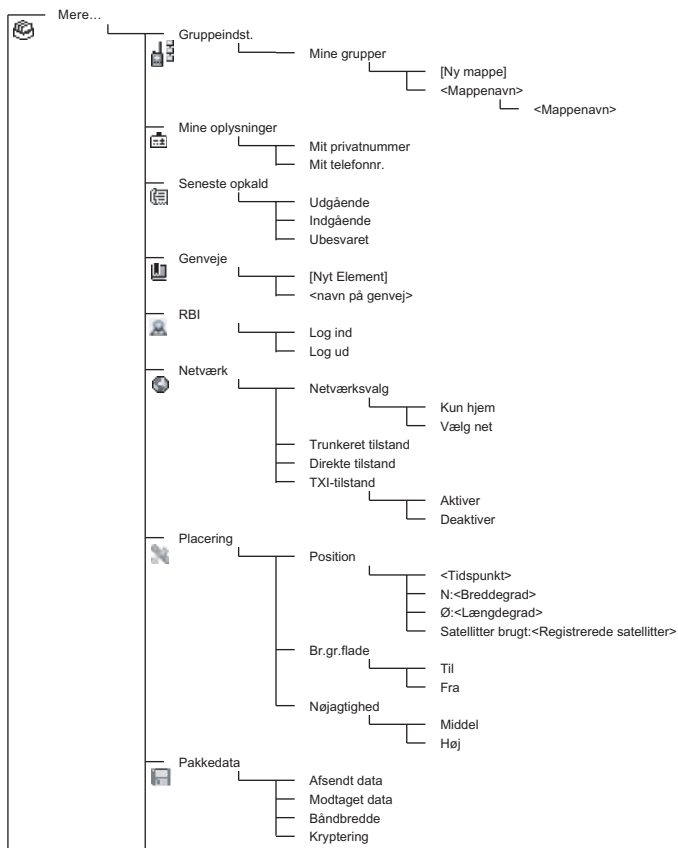 Mere...
Gruppeindst.
Mine grupper
[Ny mappe]
<Mappenavn>
<Mappenavn>
Mine oplysninger
Mit privatnummer
Mit telefonnr.
Seneste opkald
Udgående
Indgående
Ubesvaret
Genveje
[Nyt Element]
<navn på genvej>
RBI
Log ind
Log ud
Netværk
Netværksvalg
Kun hjem
Vælg net
Trunkeret tilstand
Direkte tilstand
TXI-tilstand
Aktiver
Deaktiver
Placering
Position
<Tidspunkt>
N:<Breddegrad>
Ø:<Længdegrad>
Satellitter brugt:<Registrerede satellitter>
Br.gr.flade
Til
Fra
Nøjagtighed
Middel
Høj
Pakkedata
Afsendt data
Modtaget data
Båndbredde
Kryptering